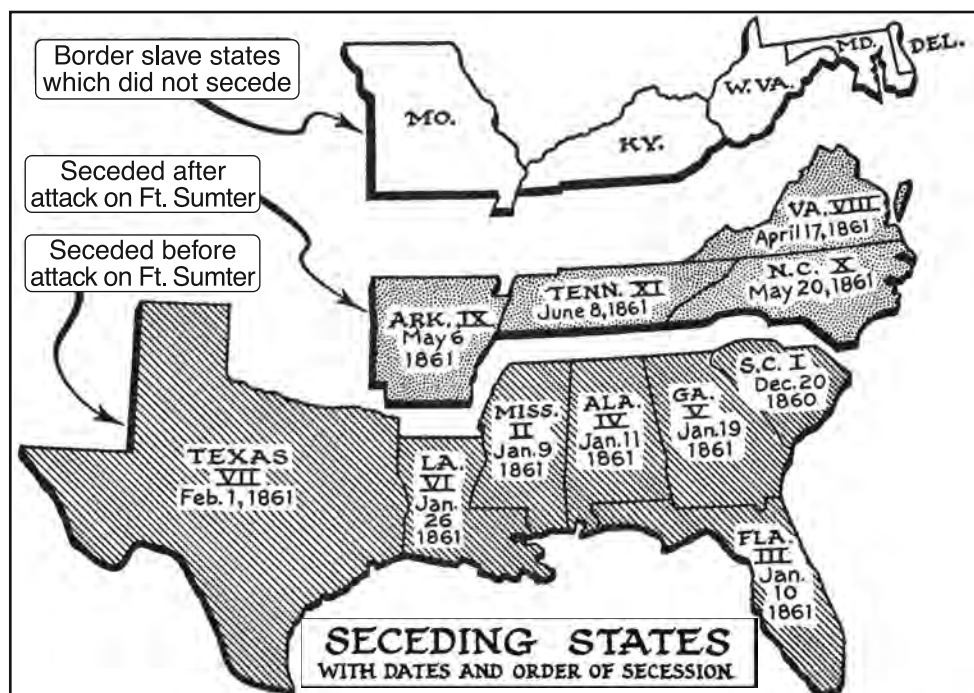 Border slave states
which did not secede
MO.
KY.
W.VA.
MD.
DEL.
Seceded after
attack on Ft. Sumter
VA. VIII
April 17, 1861
N.C. X
May 20, 1861
TENN. XI
June 8, 1861
ARK. IX
May 6
1861
Seceded before
attack on Ft. Sumter
TEXAS
VII
Feb. 1, 1861
LA.
VI
Jan.
26
1861
MISS.
II
Jan. 9
1861
ALA.
IV
Jan. 11
1861
GA.
V
Jan. 19
1861
S.C. I
Dec. 20
1860
FLA.
III
Jan.
10
1861
SECEDING STATES
WITH DATES AND ORDER OF SECESSION